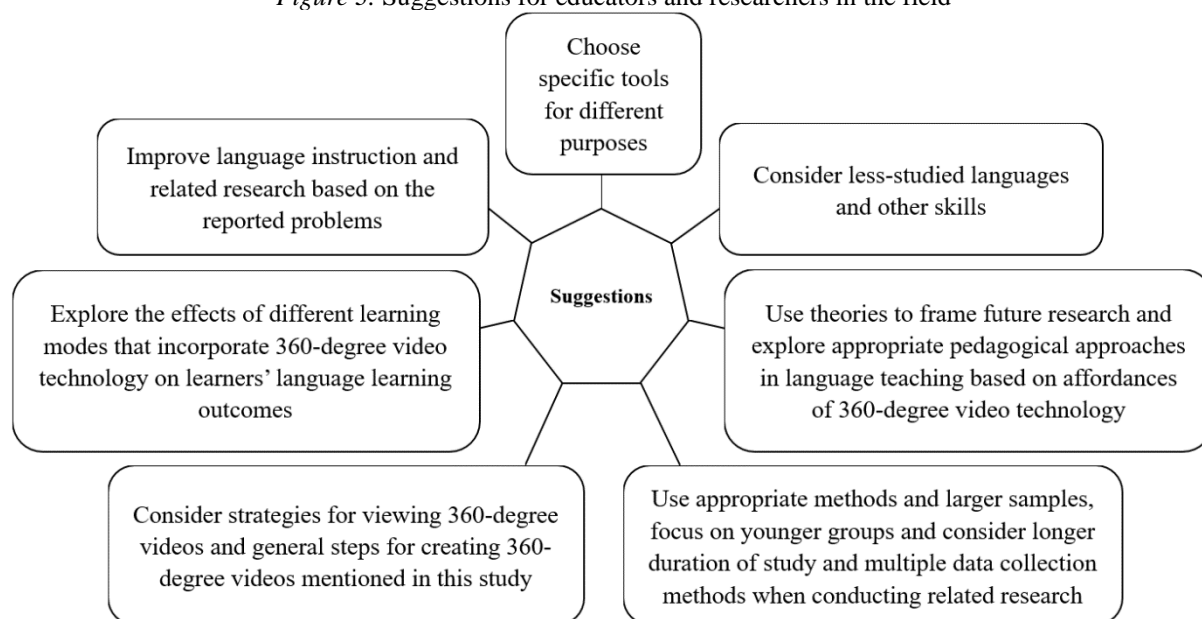 Figure 5. Suggestions for educators and researchers in the field
Choose
specific tools
for different
purposes
Improve language instruction and
related research based on the
reported problems
Consider less-studied languages
and other skills
Suggestions
Explore the effects of different learning
modes that incorporate 360-degree video
technology on learners’ language learning
outcomes
Use theories to frame future research and
explore appropriate pedagogical approaches
in language teaching based on affordances
of 360-degree video technology
Consider strategies for viewing 360-degree
videos and general steps for creating 360-
degree videos mentioned in this study
Use appropriate methods and larger samples,
focus on younger groups and consider longer
duration of study and multiple data collection
methods when conducting related research